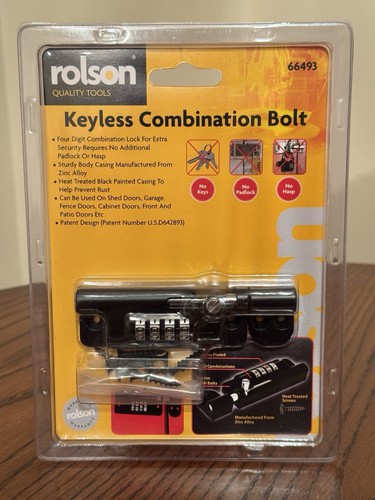 rolson®
QUALITY TOOLS
66493
Keyless Combination Bolt
• Four Digit Combination Lock For Extra
Security Requires No Additional
Padlock Or Hasp
• Sturdy Body Casing Manufactured From
Zinc Alloy
• Heat Treated Black Painted Casing To
Help Prevent Rust
• Can Be Used On Shed Doors, Garage,
Fence Doors, Cabinet Doors, Front And
Patio Doors Etc
• Patent Design (Patent Number U.S.D642893)
No
Keys
No
Padlock
No
Hasp
Combinations
Heat Treated
Screws
Manufactured From
Zinc Alloy
rolson